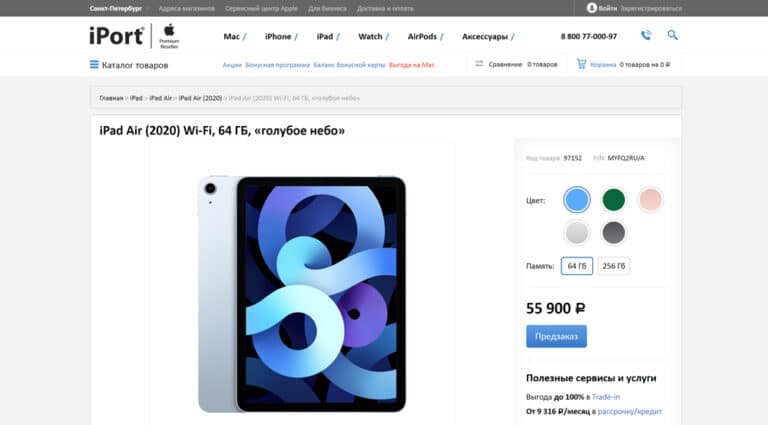 Санкт-Петербург Адреса магазинов Сервисный центр Apple Для бизнеса Доставка и оплата Войти Зарегистрироваться
iPort Premium Reseller Mac / iPhone / iPad / Watch / AirPods / Аксессуары / 8 800 77-000-97
Каталог товаров Акции Бонусная программа Баланс бонусной карты Выгода на Mac Сравнение 0 товаров Корзина 0 товаров на 0 ₽
Главная » iPad » iPad Air » iPad Air (2020) » iPad Air (2020) Wi-Fi, 64 ГБ, «голубое небо»
iPad Air (2020) Wi-Fi, 64 ГБ, «голубое небо»
Код товара: 97152 P/N: MYFQ2RU/A
Цвет:
Память: 64 Гб 256 Гб
55 900 ₽
Предзаказ
Полезные сервисы и услуги
Выгода до 100% в Trade-in
От 9 316 ₽/месяц в рассрочку/кредит